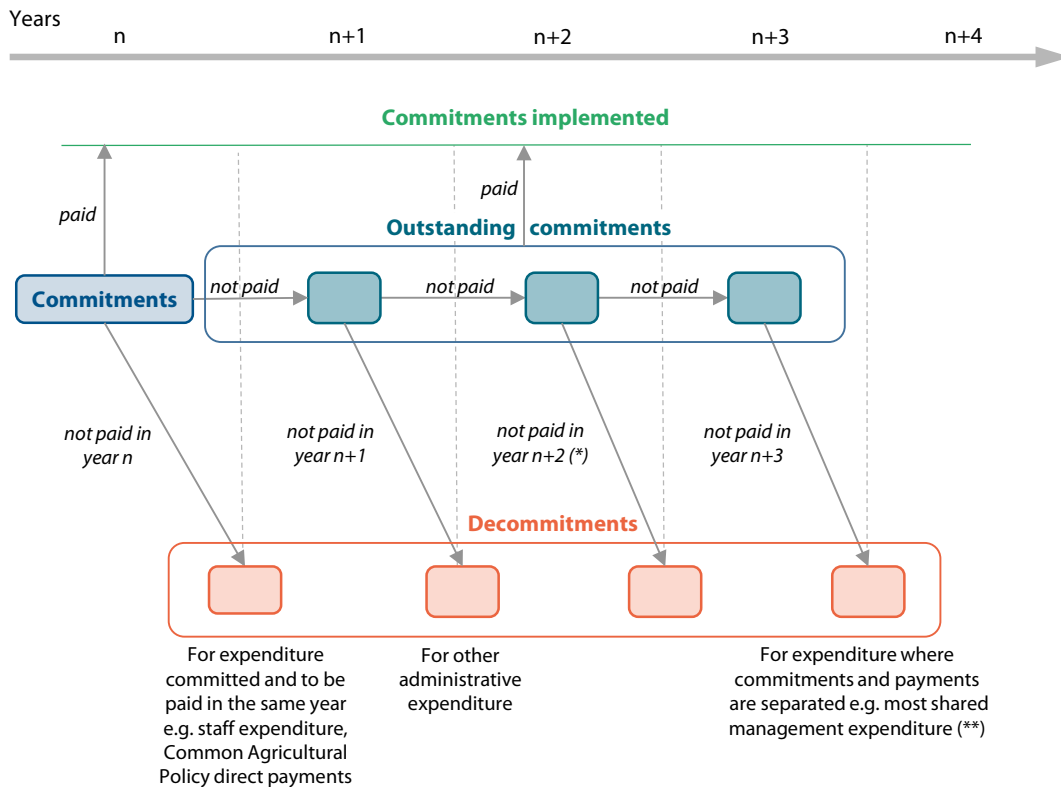 Years
n
n+1
n+2
n+3
n+4
Commitments implemented
paid
paid
Outstanding commitments
Commitments
not paid
not paid
not paid
not paid in
year n
not paid in
year n+1
not paid in
year n+2 (*)
not paid in
year n+3
Decommitments
For expenditure
committed and to be
paid in the same year
e.g. staff expenditure,
Common Agricultural
Policy direct payments
For other
administrative
expenditure
For expenditure where
commitments and payments
are separated e.g. most shared
management expenditure (**)